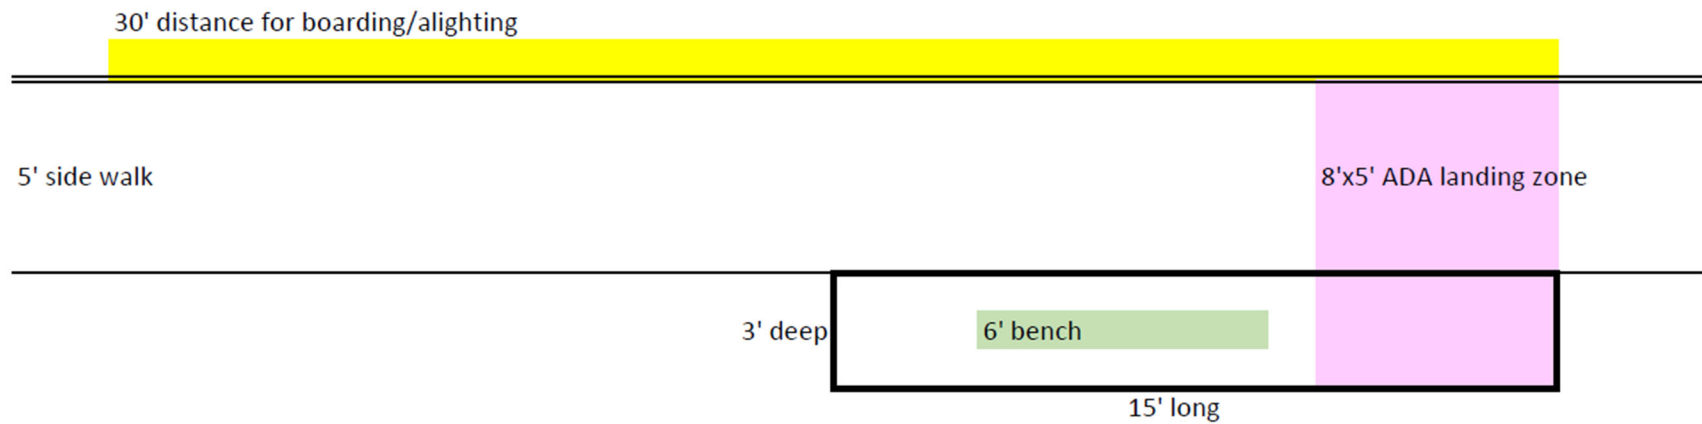 30' distance for boarding/alighting
5' side walk
8'x5' ADA landing zone
3' deep
6' bench
15' long